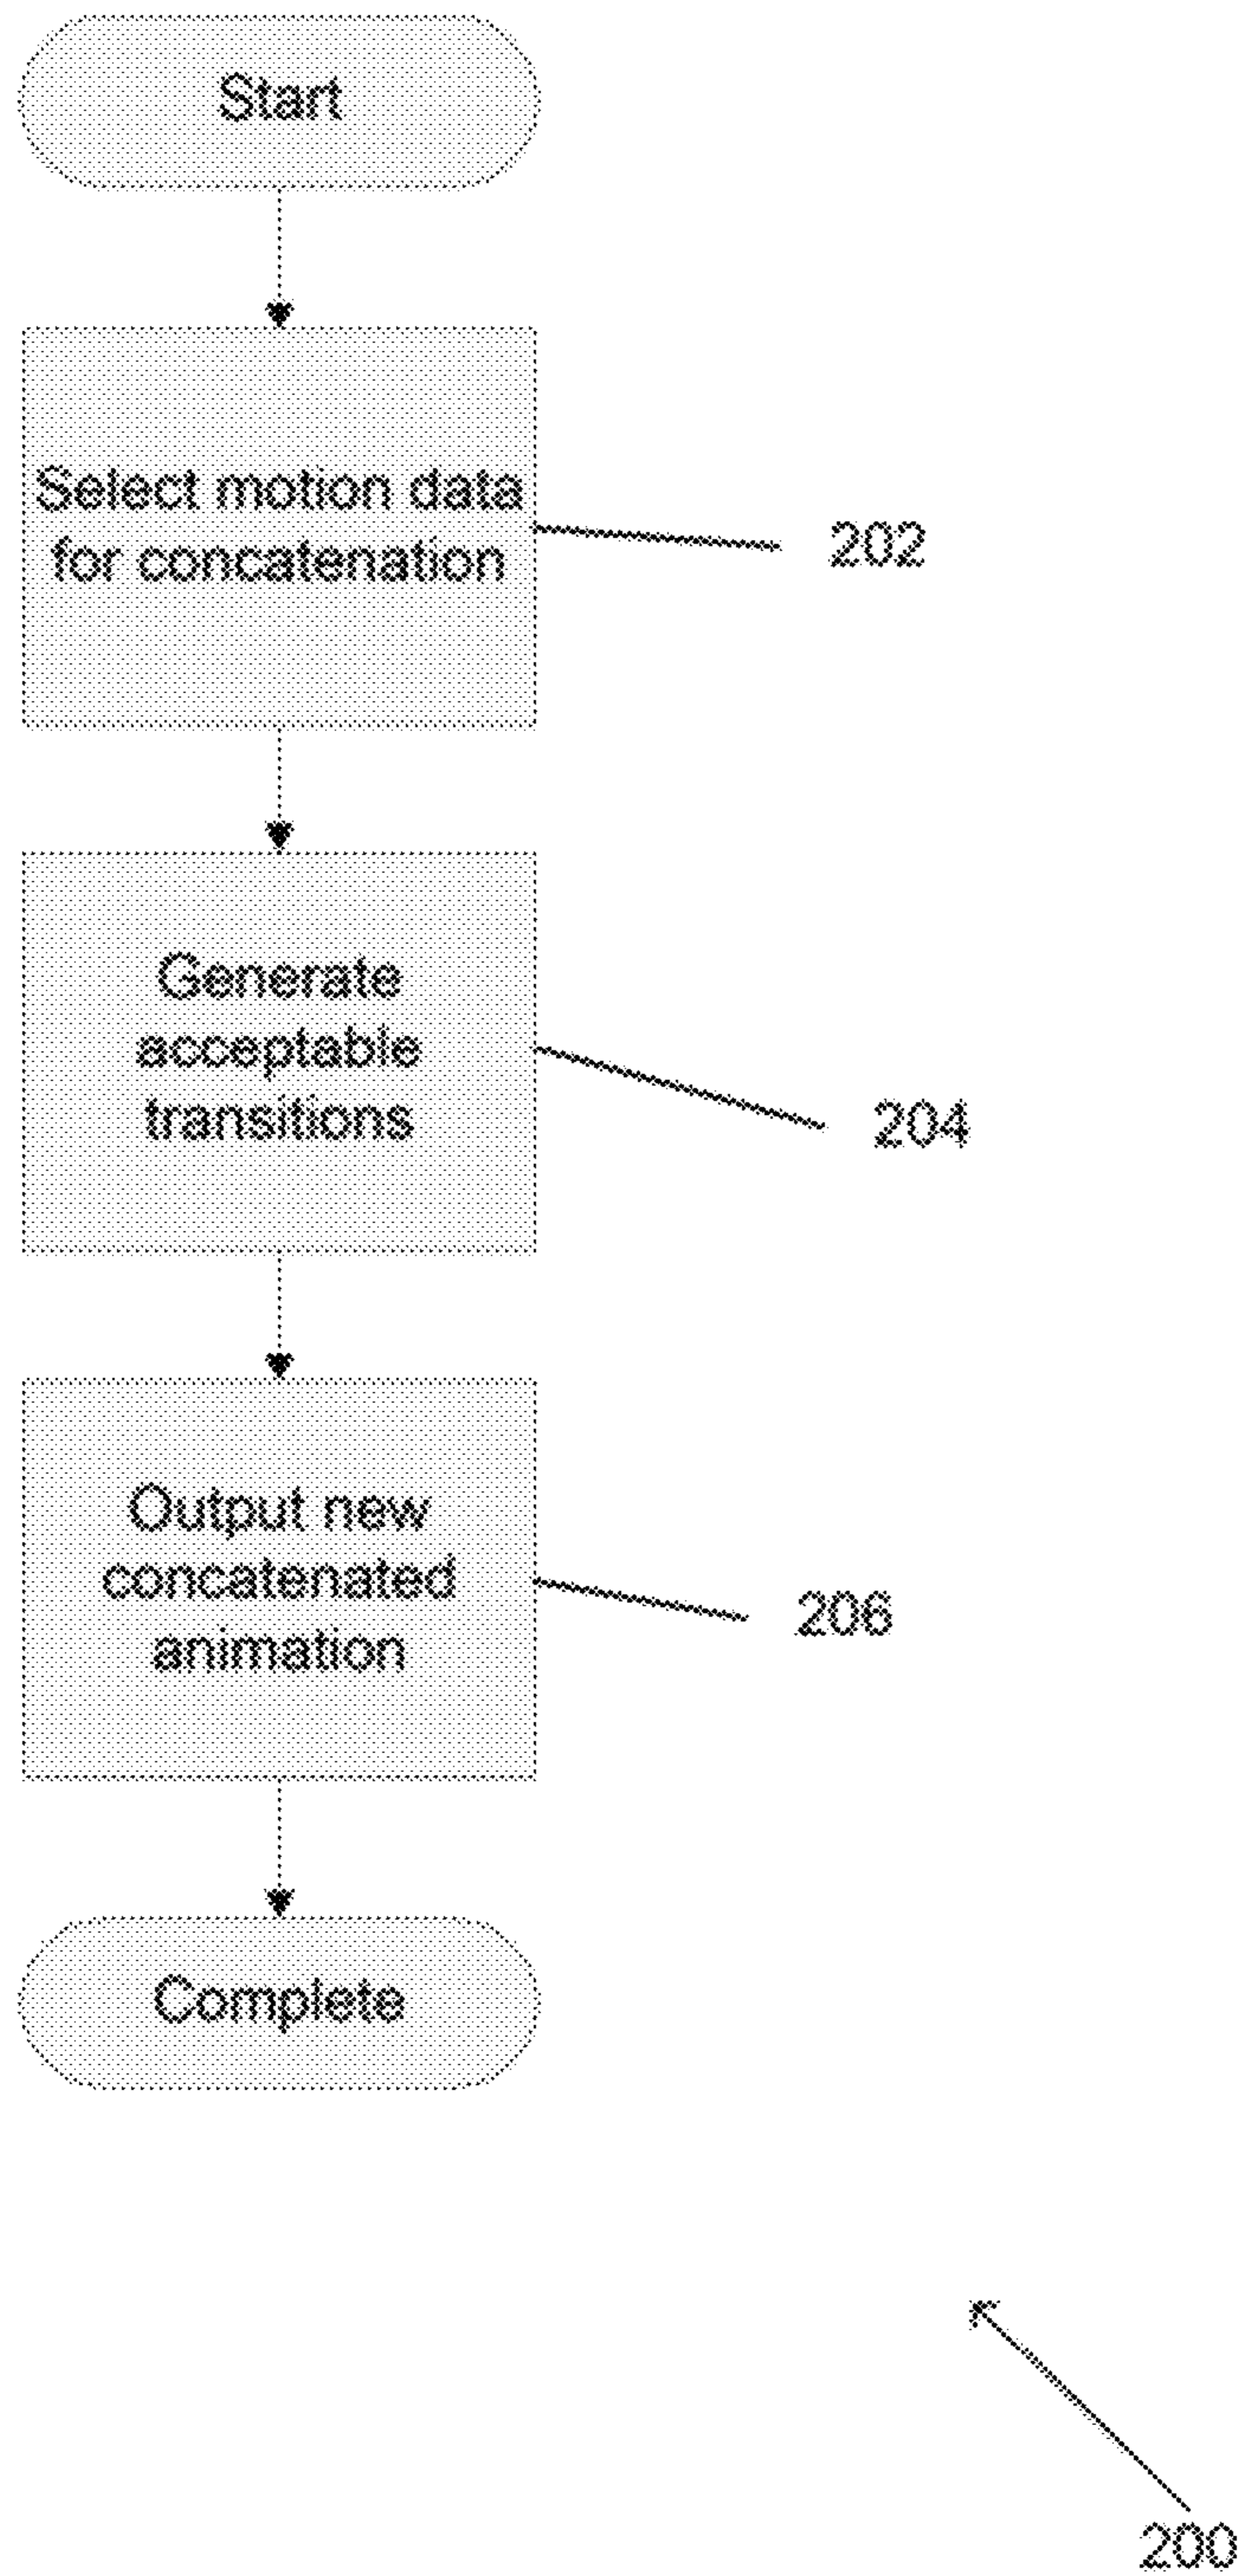 Start
Select motion data
for concatenation
202
Generate
acceptable
transitions
204
Output new
concatenated
animation
206
Complete
200